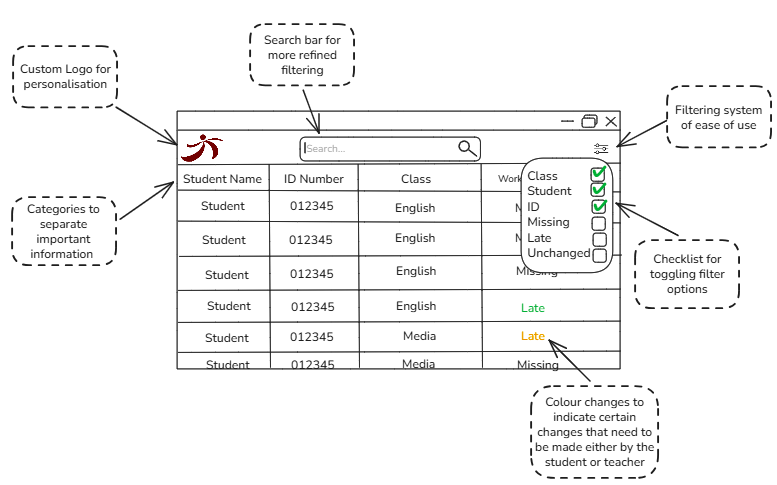 Search bar for
more refined
filtering
Custom Logo for
personalisation
Filtering system
of ease of use
Search...
Student Name ID Number Class
Class
Student
ID
Missing
Late
Unchanged
Student 012345 English
Student 012345 English
Student 012345 English Missing
Student 012345 English Late
Student 012345 Media Late
Student 012345 Media Missing
Categories to
separate
important
information
Checklist for
toggling filter
options
Colour changes to
indicate certain
changes that need to
be made either by the
student or teacher